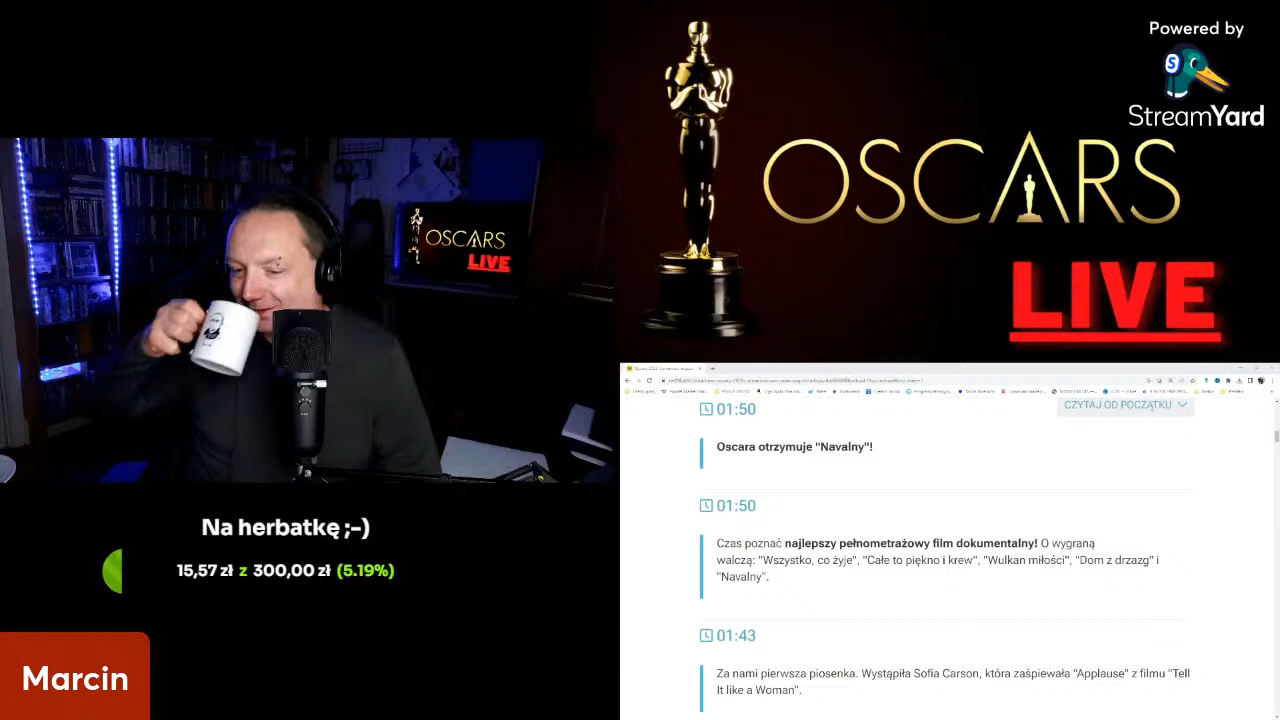 Powered by
StreamYard
OSCARS
LIVE
OSCARS
LIVE
01:50
CZYTAJ OD POCZĄTKU
Oscara otrzymuje "Navalny"!
01:50
Czas poznać najlepszy pełnometrażowy film dokumentalny! O wygraną
walczą: "Wszystko, co żyje", "Całe to piękno i krew", "Wulkan miłości", "Dom z drzazg" i
"Navalny".
01:43
Za nami pierwsza piosenka. Wystąpiła Sofia Carson, która zaśpiewała "Applause" z filmu "Tell
It like a Woman".
Na herbatkę ;-)
15,57 zł z 300,00 zł (5.19%)
Marcin